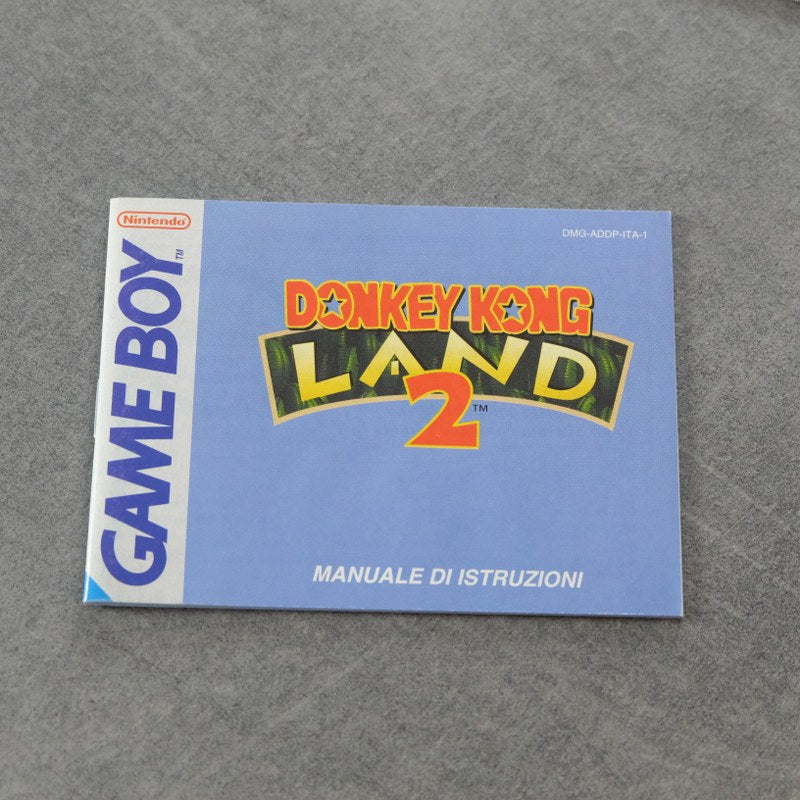 Nintendo
GAME BOY™
DMG-ADDP-ITA-1
DONKEY KONG
LAND
2™
MANUALE DI ISTRUZIONI